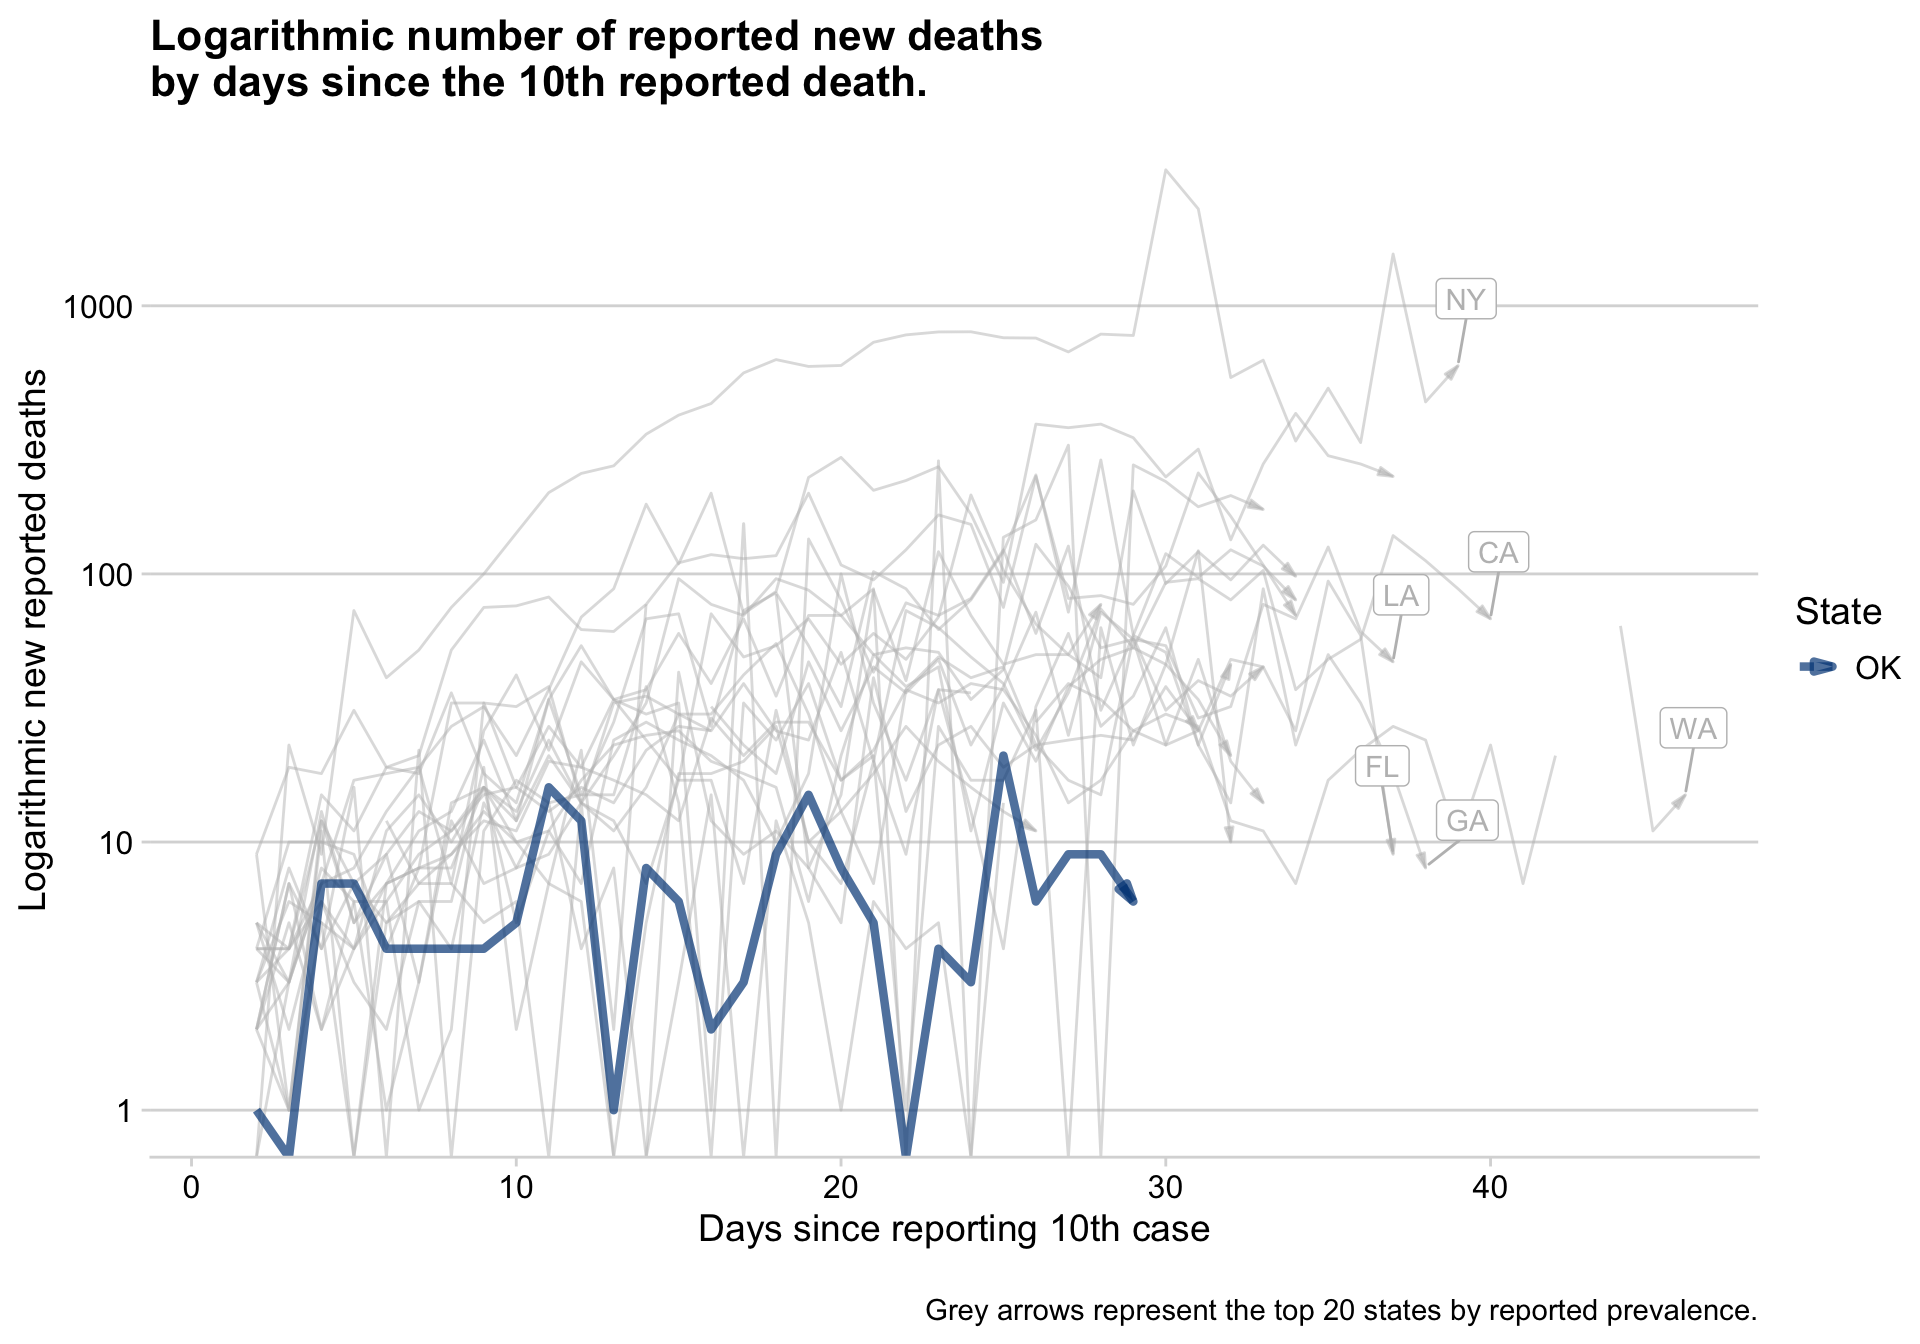 Logarithmic number of reported new deaths
by days since the 10th reported death.
Logarithmic new reported deaths
1000
100
10
1
NY
CA
LA
WA
FL
GA
State
OK
0
10
20
30
40
Days since reporting 10th case
Grey arrows represent the top 20 states by reported prevalence.